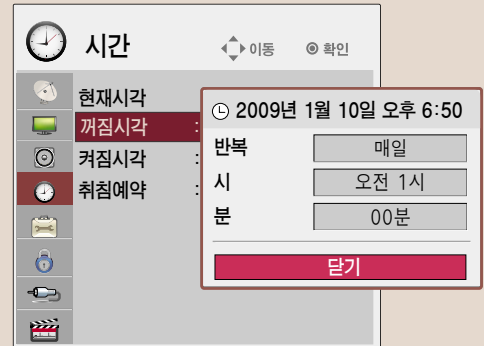 시간 이동 확인
현재시각
꺼짐시각 :
켜짐시각 :
취침예약 :
2009년 1월 10일 오후 6:50
반복 매일
시 오전 1시
분 00분
닫기